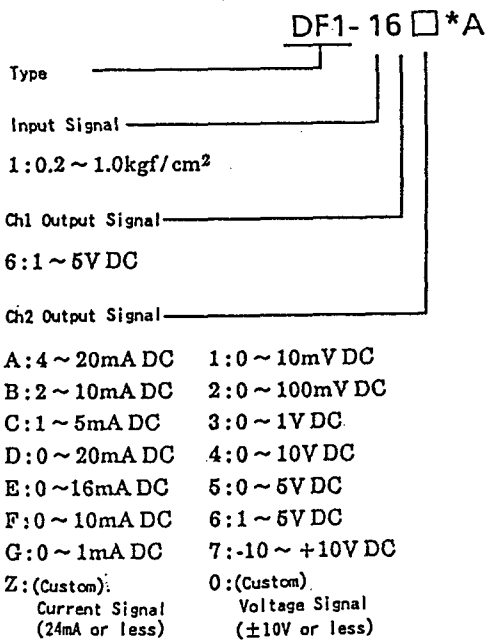 DF1-16□*A
Type
Input Signal
1:0.2～1.0kgf/cm²
Ch1 Output Signal
6:1～5V DC
Ch2 Output Signal
A:4～20mA DC 1:0～10mV DC
B:2～10mA DC 2:0～100mV DC
C:1～5mA DC 3:0～1V DC
D:0～20mA DC 4:0～10V DC
E:0～16mA DC 5:0～5V DC
F:0～10mA DC 6:1～5V DC
G:0～1mA DC 7:-10～+10V DC
Z:(Custom) 0:(Custom)
Current Signal Voltage Signal
(24mA or less) (±10V or less)